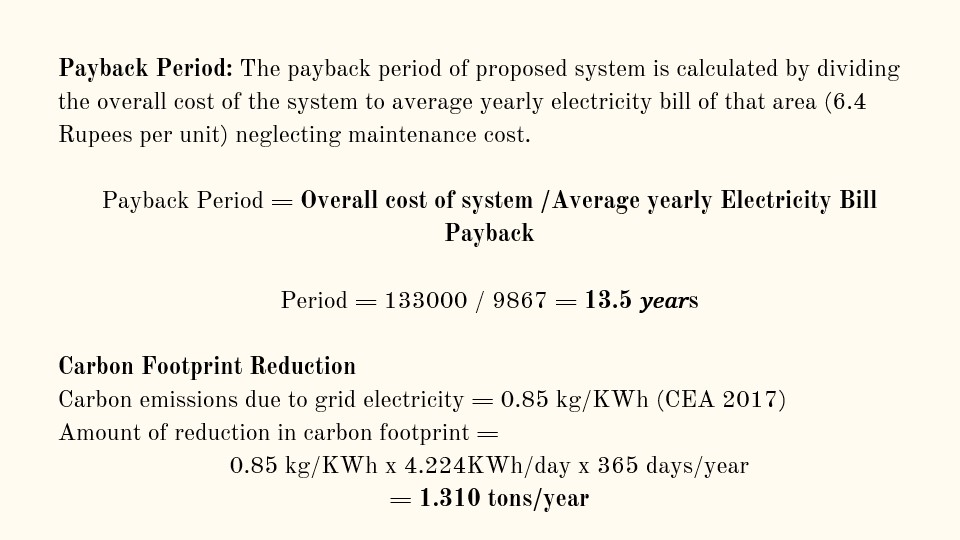 Payback Period: The payback period of proposed system is calculated by dividing
the overall cost of the system to average yearly electricity bill of that area (6.4
Rupees per unit) neglecting maintenance cost.
Payback Period = Overall cost of system /Average yearly Electricity Bill
Payback
Period = 133000 / 9867 = 13.5 years
Carbon Footprint Reduction
Carbon emissions due to grid electricity = 0.85 kg/KWh (CEA 2017)
Amount of reduction in carbon footprint =
0.85 kg/KWh x 4.224KWh/day x 365 days/year
= 1.310 tons/year